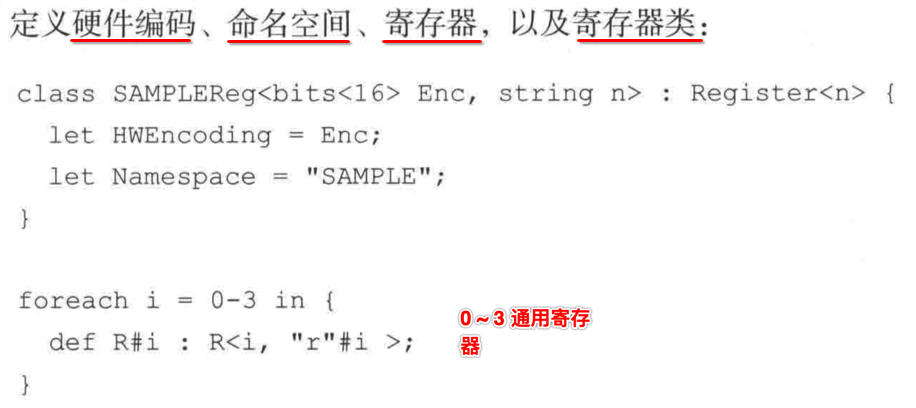 定义硬件编码、命名空间、寄存器，以及寄存器类：
class SAMPLEReg<bits<16> Enc, string n> : Register<n> {
let HWEncoding = Enc;
let Namespace = "SAMPLE";
}
foreach i = 0-3 in {
def R#i : R<i, "r"#i >;
}
0～3 通用寄存
器